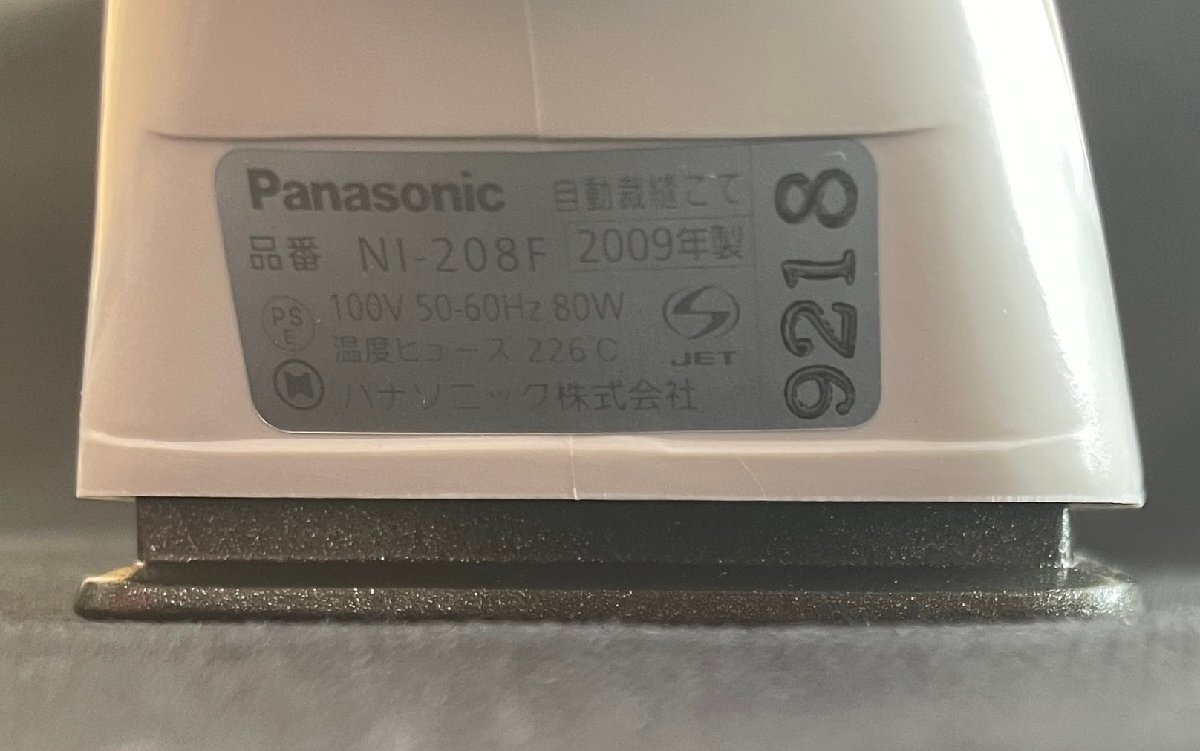 Panasonic 自動裁縫こて
品番 NI-208F 2009年製
PS E 100V 50-60Hz 80W
温度ヒューズ 226℃ JET
パナソニック株式会社
9218